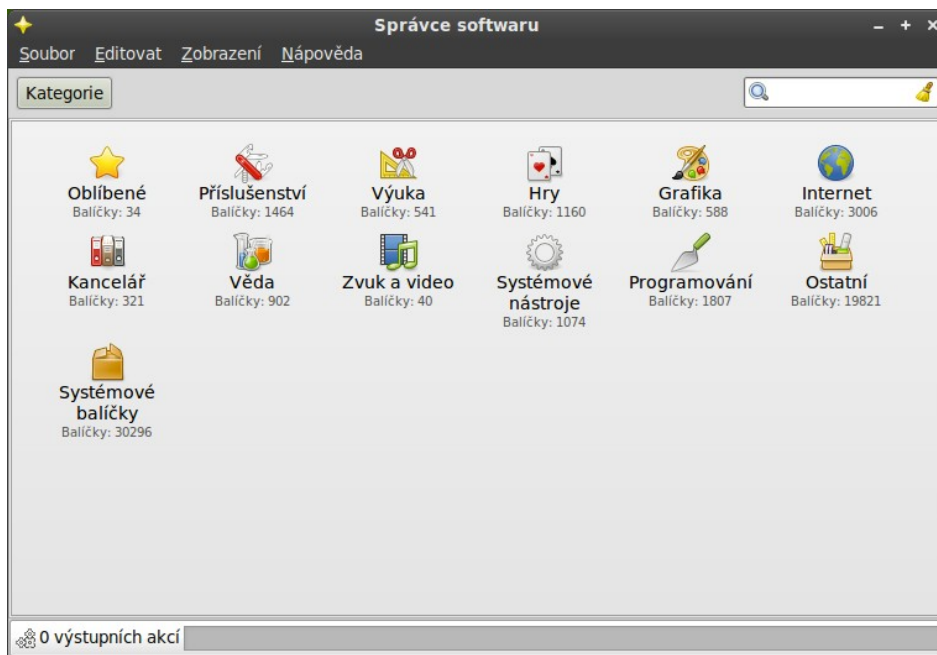 Správce softwaru
Soubor Editovat Zobrazení Nápověda
Kategorie
Oblíbené Příslušenství Výuka Hry Grafika Internet
Balíčky: 34 Balíčky: 1464 Balíčky: 541 Balíčky: 1160 Balíčky: 588 Balíčky: 3006
Kancelář Věda Zvuk a video Systémové nástroje Programování Ostatní
Balíčky: 321 Balíčky: 902 Balíčky: 40 Balíčky: 1074 Balíčky: 1807 Balíčky: 19821
Systémové
balíčky
Balíčky: 30296
0 výstupních akcí